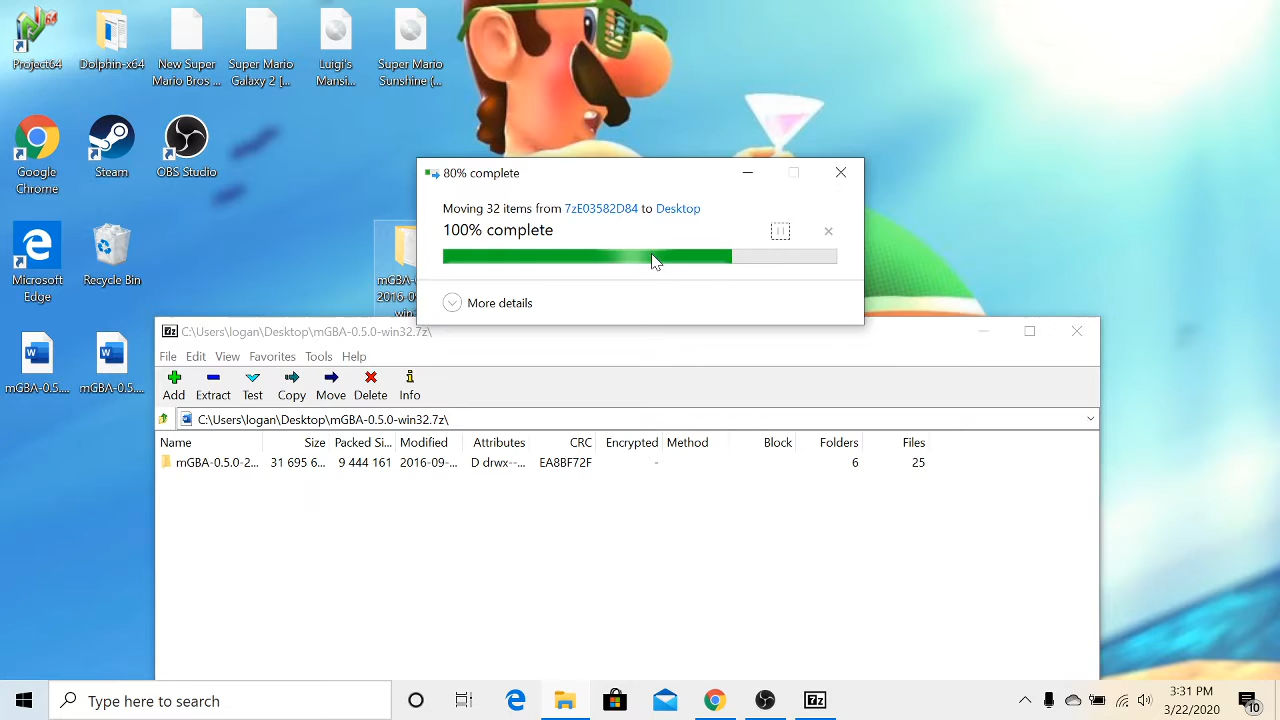 Project64
Dolphin-x64
New Super
Mario Bros ...
Super Mario
Galaxy 2 [...
Luigi's
Mansi...
Super Mario
Sunshine (...
Google
Chrome
Steam
OBS Studio
Microsoft
Edge
Recycle Bin
mGBA-
2016-09
win
mGBA-0.5....
mGBA-0.5....
80% complete
Moving 32 items from 7zE03582D84 to Desktop
100% complete
More details
7z C:\Users\logan\Desktop\mGBA-0.5.0-win32.7z\
File Edit View Favorites Tools Help
Add Extract Test Copy Move Delete Info
C:\Users\logan\Desktop\mGBA-0.5.0-win32.7z\
Name Size Packed Si... Modified Attributes CRC Encrypted Method Block Folders Files
mGBA-0.5.0-2... 31 695 6... 9 444 161 2016-09-... D drwx--... EA8BF72F - 6 25
Type here to search
7z
3:31 PM
3/22/2020
10